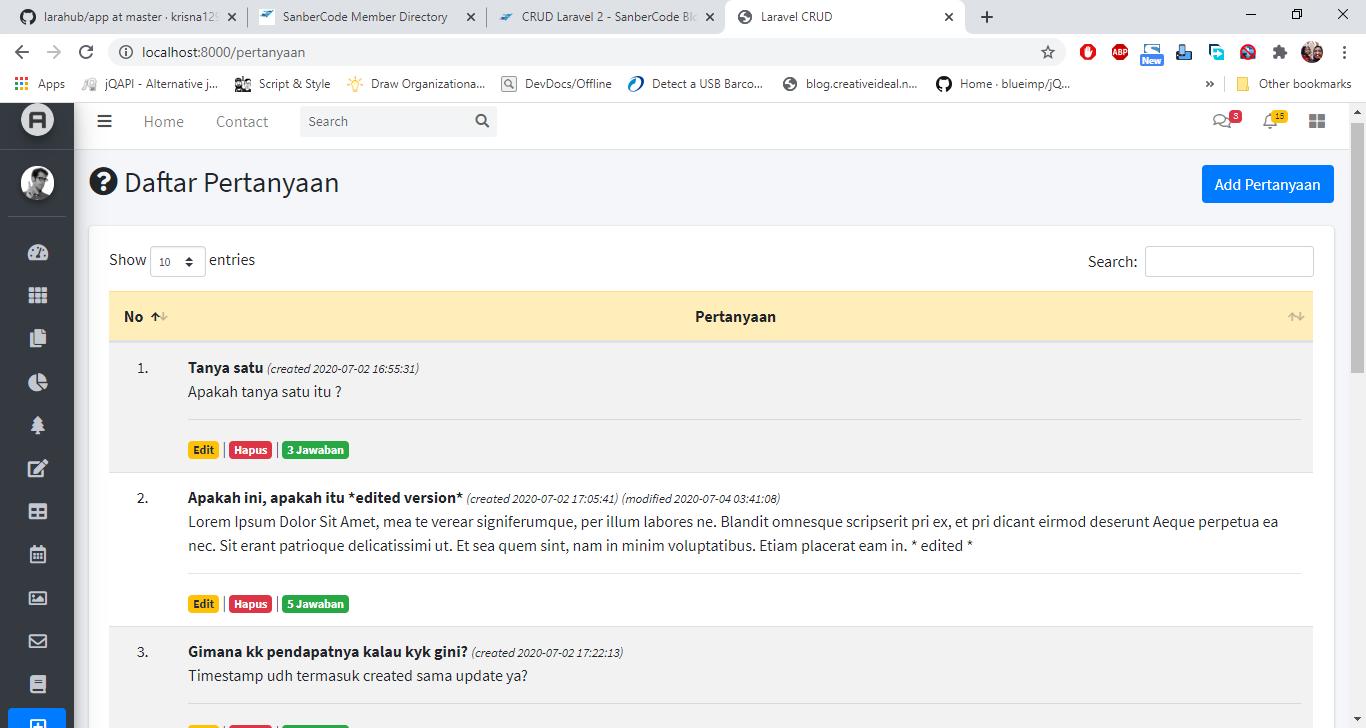 larahub/app at master · krisna129
SanberCode Member Directory
CRUD Laravel 2 - SanberCode Blo
Laravel CRUD
localhost:8000/pertanyaan
ABP
New
Apps
jQAPI - Alternative j...
Script & Style
Draw Organizationa...
DevDocs/Offline
Detect a USB Barco...
blog.creativeideal.n...
Home · blueimp/jQ...
Other bookmarks
Home
Contact
Search
3
15
Daftar Pertanyaan
Add Pertanyaan
Show 10 entries
Search:
No
Pertanyaan
1.
Tanya satu (created 2020-07-02 16:55:31)
Apakah tanya satu itu ?
Edit | Hapus | 3 Jawaban
2.
Apakah ini, apakah itu *edited version* (created 2020-07-02 17:05:41) (modified 2020-07-04 03:41:08)
Lorem Ipsum Dolor Sit Amet, mea te verear signiferumque, per illum labores ne. Blandit omnesque scripserit pri ex, et pri dicant eirmod deserunt Aeque perpetua ea
nec. Sit erant patrioque delicatissimi ut. Et sea quem sint, nam in minim voluptatibus. Etiam placerat eam in. * edited *
Edit | Hapus | 5 Jawaban
3.
Gimana kk pendapatnya kalau kyk gini? (created 2020-07-02 17:22:13)
Timestamp udh termasuk created sama update ya?